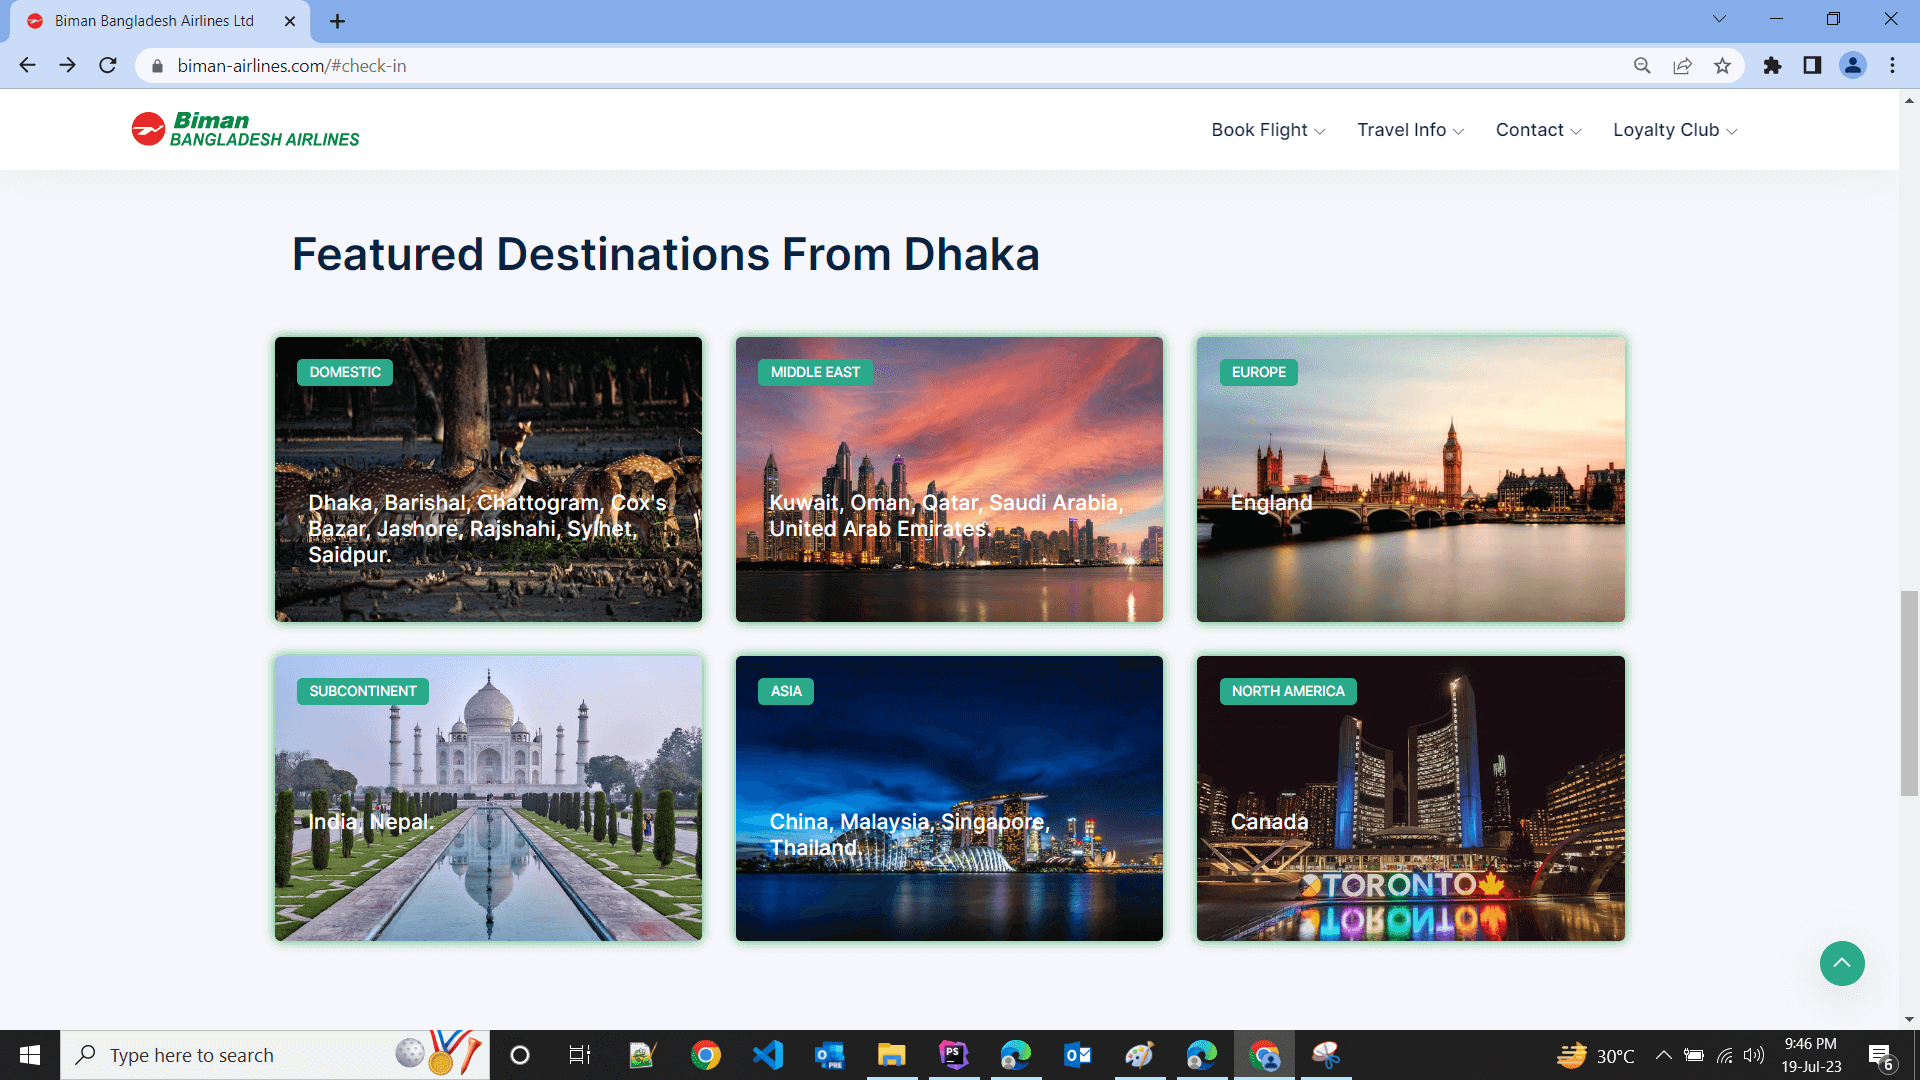 Biman Bangladesh Airlines Ltd
biman-airlines.com/#check-in
Biman
BANGLADESH AIRLINES
Book Flight
Travel Info
Contact
Loyalty Club
Featured Destinations From Dhaka
DOMESTIC
Dhaka, Barishal, Chattogram, Cox's
Bazar, Jashore, Rajshahi, Sylhet,
Saidpur.
MIDDLE EAST
Kuwait, Oman, Qatar, Saudi Arabia,
United Arab Emirates.
EUROPE
England
SUBCONTINENT
India, Nepal.
ASIA
China, Malaysia, Singapore,
Thailand.
NORTH AMERICA
Canada
TORONTO
Type here to search
PRE
PS
30°C
9:46 PM
19-Jul-23
6